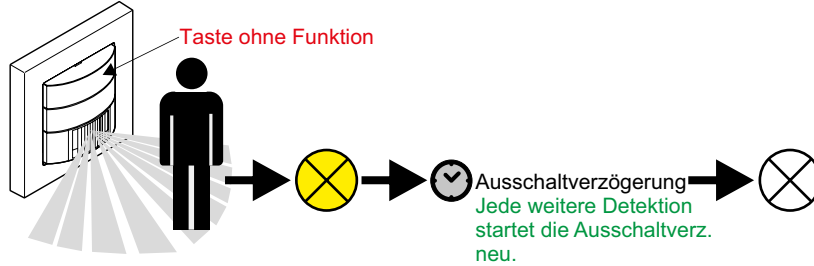 Taste ohne Funktion
Ausschaltverzögerung
Jede weitere Detektion
startet die Ausschaltverz.
neu.